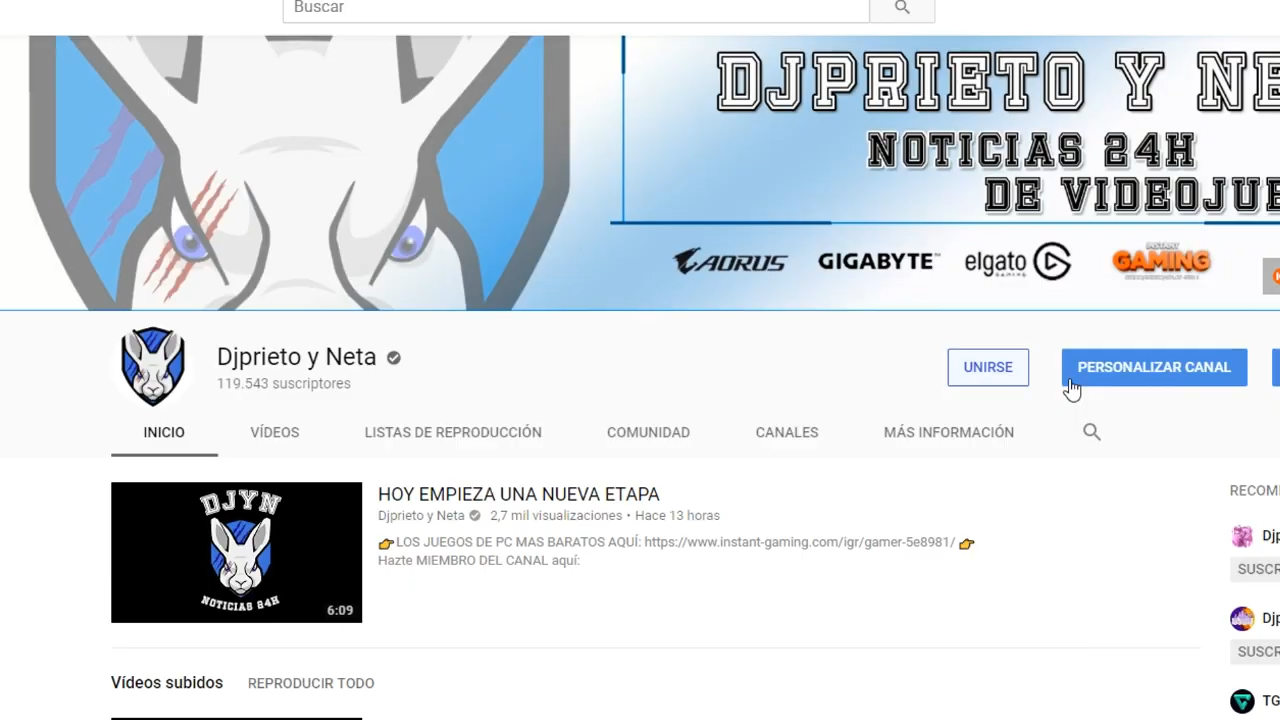 Buscar
DJPRIETO Y NE
NOTICIAS 24H
DE VIDEOJUE
AORUS
GIGABYTE™
elgato
GAMING
INSTANT
GAMING
Djprieto y Neta
119.543 suscriptores
UNIRSE
PERSONALIZAR CANAL
INICIO
VÍDEOS
LISTAS DE REPRODUCCIÓN
COMUNIDAD
CANALES
MÁS INFORMACIÓN
DJYN
NOTICIAS 24H
6:09
HOY EMPIEZA UNA NUEVA ETAPA
Djprieto y Neta 2,7 mil visualizaciones • Hace 13 horas
👉LOS JUEGOS DE PC MAS BARATOS AQUÍ: https://www.instant-gaming.com/igr/gamer-5e8981/ 👉
Hazte MIEMBRO DEL CANAL aquí:
RECOM
Djp
SUSCR
Djp
SUSCR
TG
Vídeos subidos
REPRODUCIR TODO